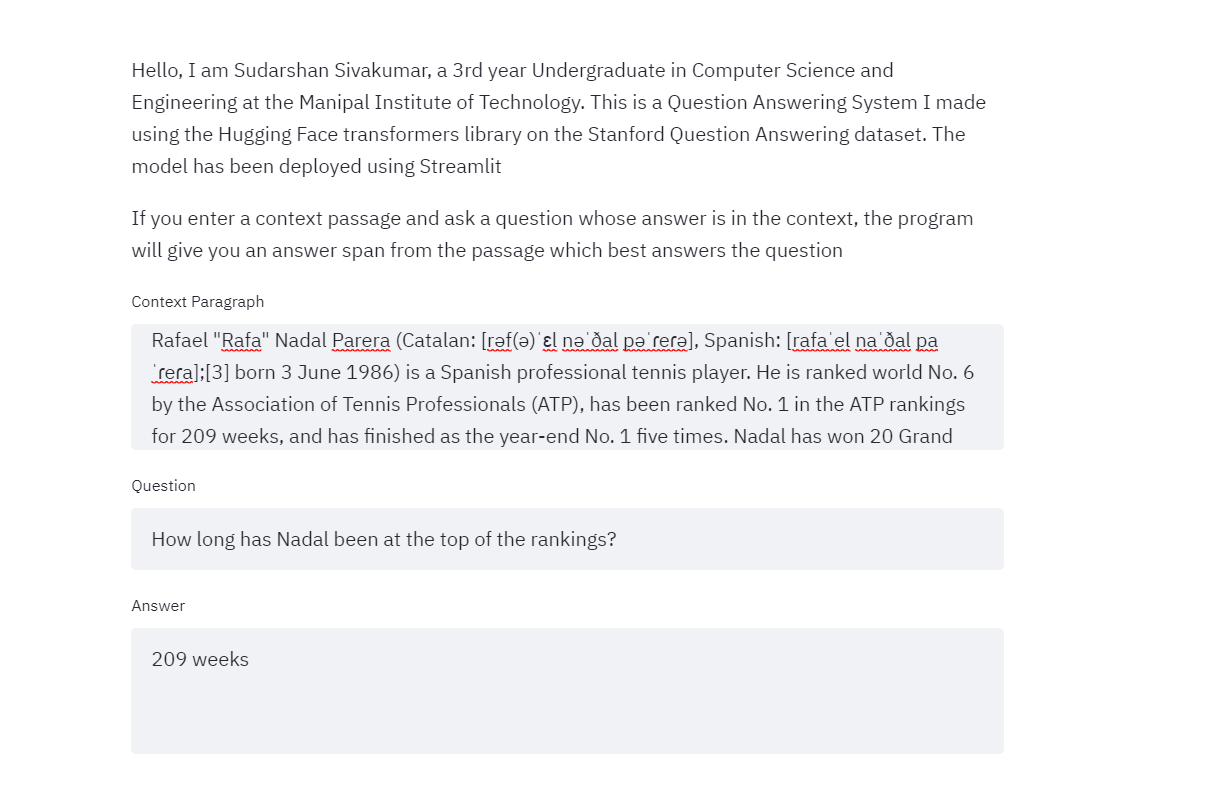 Hello, I am Sudarshan Sivakumar, a 3rd year Undergraduate in Computer Science and
Engineering at the Manipal Institute of Technology. This is a Question Answering System I made
using the Hugging Face transformers library on the Stanford Question Answering dataset. The
model has been deployed using Streamlit
If you enter a context passage and ask a question whose answer is in the context, the program
will give you an answer span from the passage which best answers the question
Context Paragraph
Rafael "Rafa" Nadal Parera (Catalan: [rəf(ə)ˈɛl nəˈðal pəˈɾeɾə], Spanish: [rafaˈel naˈðal pa
ˈɾeɾa];[3] born 3 June 1986) is a Spanish professional tennis player. He is ranked world No. 6
by the Association of Tennis Professionals (ATP), has been ranked No. 1 in the ATP rankings
for 209 weeks, and has finished as the year-end No. 1 five times. Nadal has won 20 Grand
Question
How long has Nadal been at the top of the rankings?
Answer
209 weeks